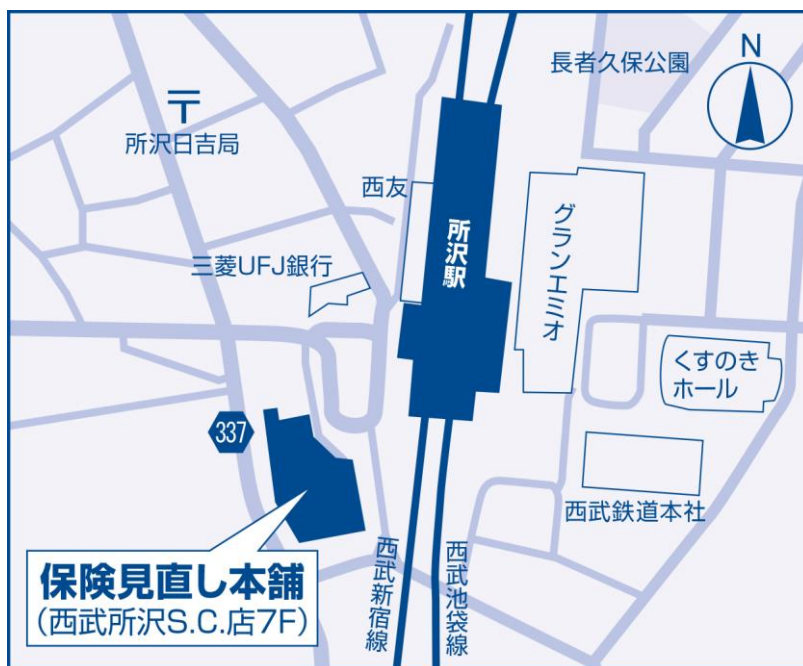 長者久保公園
N
〒
所沢日吉局
西友
所沢駅
グランエミオ
三菱UFJ銀行
くすのき
ホール
337
西武鉄道本社
西武新宿線
西武池袋線
保険見直し本舗
(西武所沢S.C.店7F)